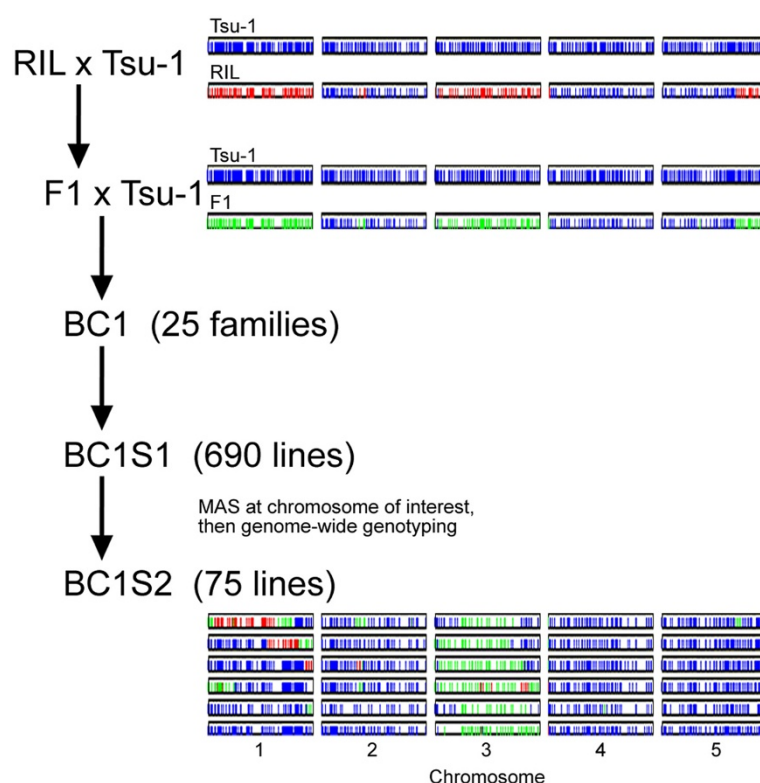 Tsu-1
RIL x Tsu-1
RIL
Tsu-1
F1 x Tsu-1
F1
BC1 (25 families)
BC1S1 (690 lines)
MAS at chromosome of interest,
then genome-wide genotyping
BC1S2 (75 lines)
1 2 3 4 5
Chromosome